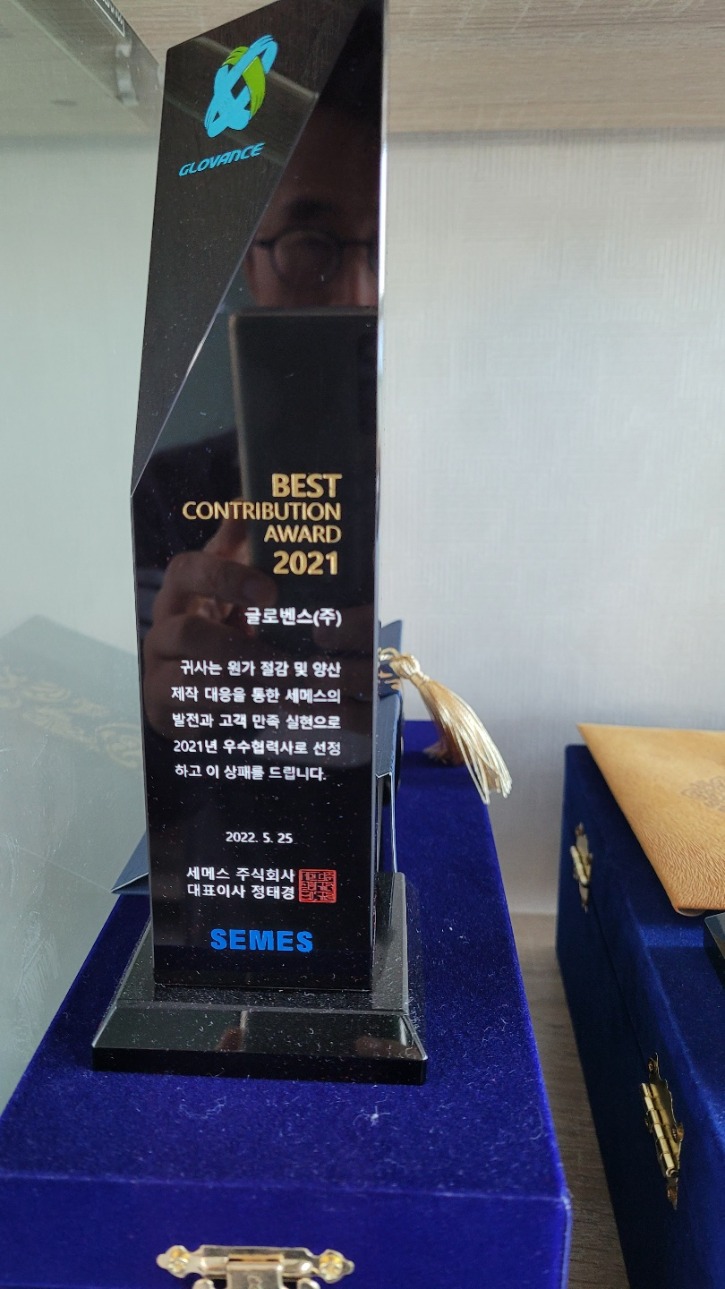 GLOVANCE
BEST
CONTRIBUTION
AWARD
2021
글로벤스(주)
귀사는 원가 절감 및 양산
제작 대응을 통한 세메스의
발전과 고객 만족 실현으로
2021년 우수협력사로 선정
하고 이 상패를 드립니다.
2022. 5. 25
세메스 주식회사
대표이사 정태경
SEMES